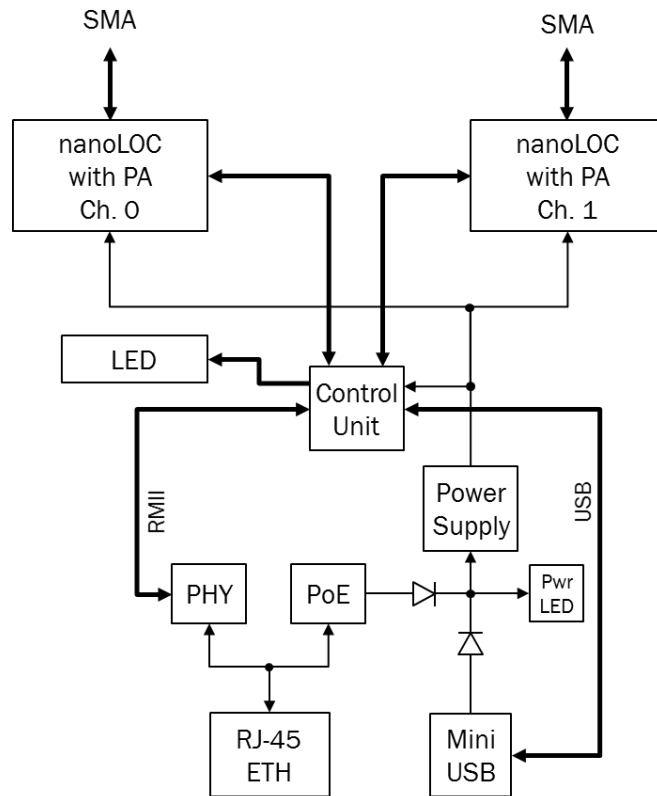 SMA
SMA
nanoLOC
with PA
Ch. 0
nanoLOC
with PA
Ch. 1
LED
Control
Unit
RMII
USB
Power
Supply
PHY
PoE
Pwr
LED
RJ-45
ETH
Mini
USB